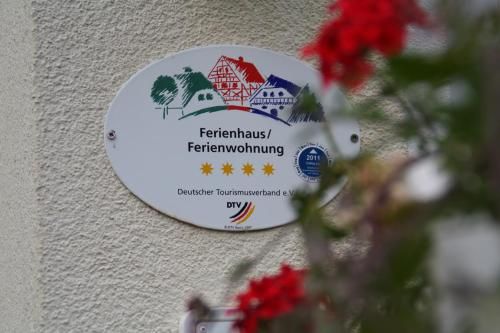 Ferienhaus/
Ferienwohnung
2011
Deutscher Tourismusverband e.V.
DTV